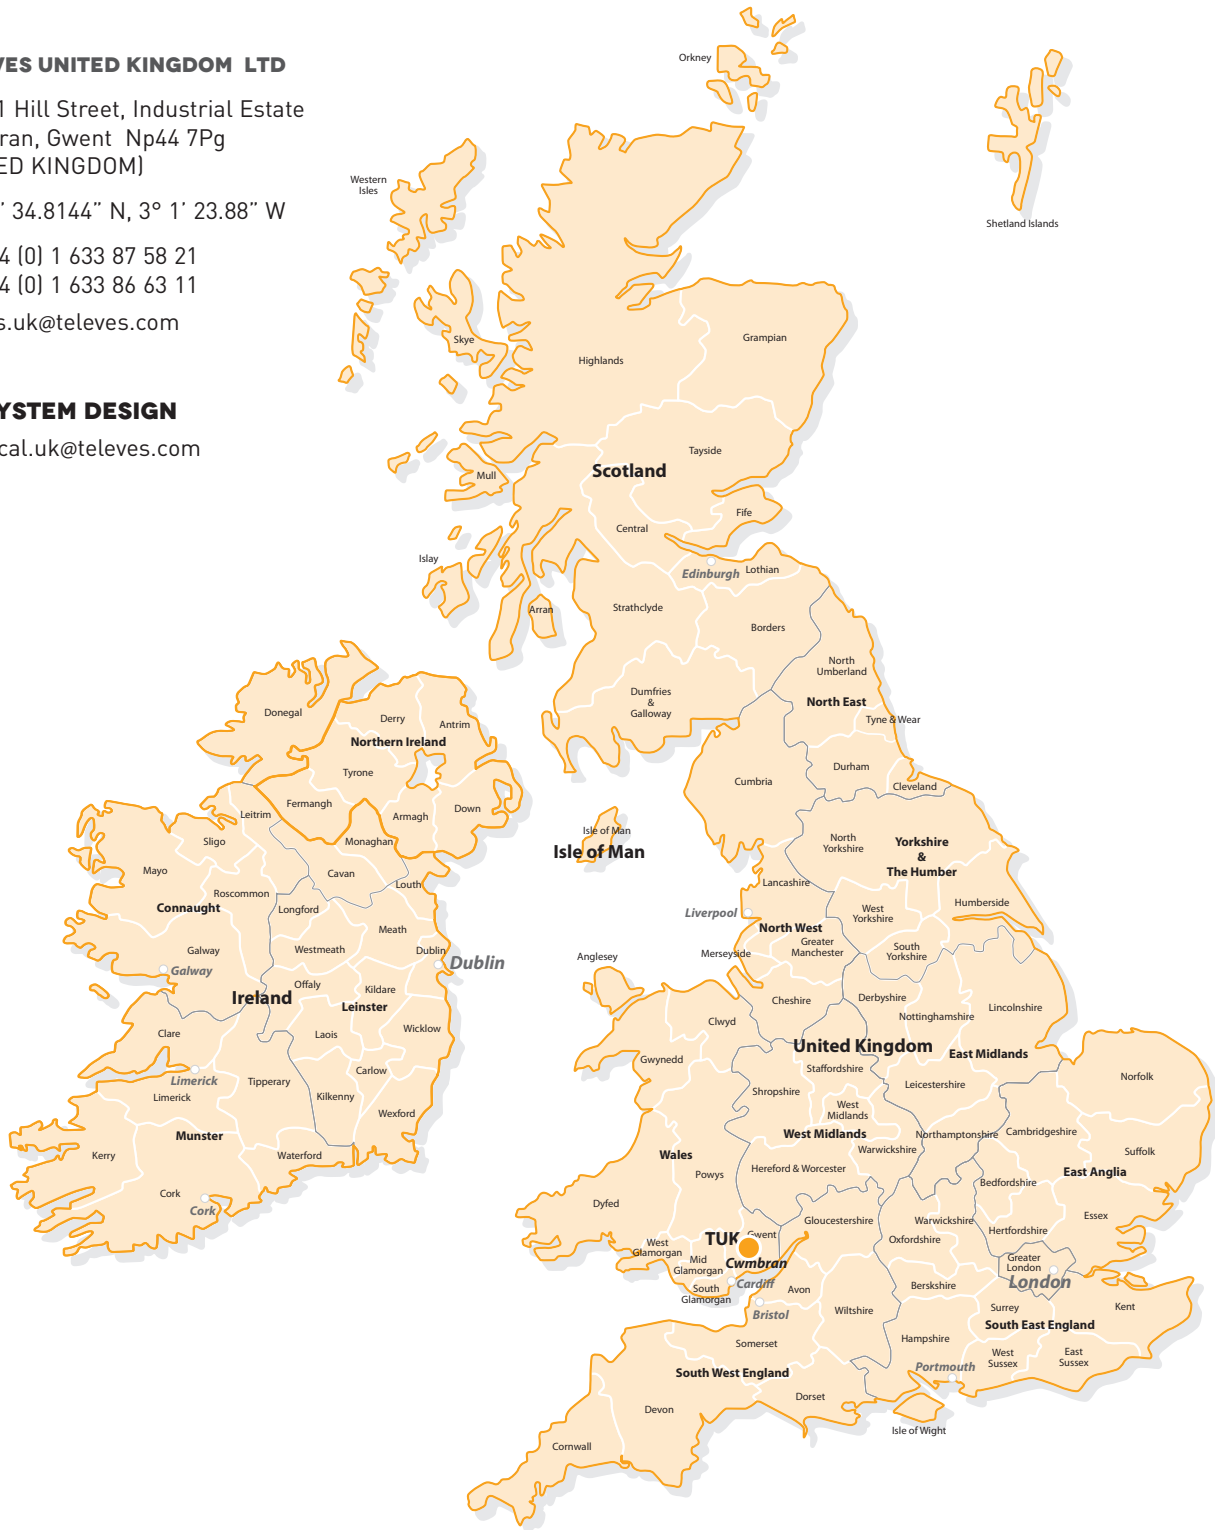 VES UNITED KINGDOM LTD
1 Hill Street, Industrial Estate
ran, Gwent Np44 7Pg
ED KINGDOM)
’ 34.8144” N, 3° 1’ 23.88” W
4 (0) 1 633 87 58 21
4 (0) 1 633 86 63 11
s.uk@televes.com
YSTEM DESIGN
cal.uk@televes.com
Orkney
Shetland Islands
Western
Isles
Skye
Highlands
Grampian
Tayside
Scotland
Mull
Fife
Central
Islay
Edinburgh
Lothian
Arran
Strathclyde
Borders
North
Umberland
Dumfries
&
Galloway
North East
Tyne & Wear
Durham
Cleveland
Cumbria
Donegal
Derry
Antrim
Northern Ireland
Tyrone
Fermangh
Armagh
Down
Leitrim
Sligo
Monaghan
Cavan
Louth
Mayo
Roscommon
Connaught
Longford
Meath
Westmeath
Dublin
Dublin
Galway
Galway
Offaly
Kildare
Ireland
Leinster
Clare
Laois
Wicklow
Carlow
Limerick
Limerick
Tipperary
Kilkenny
Wexford
Munster
Waterford
Kerry
Cork
Cork
Isle of Man
Isle of Man
North
Yorkshire
Yorkshire
&
The Humber
Lancashire
Humberside
Liverpool
West
Yorkshire
North West
Greater
Manchester
South
Yorkshire
Merseyside
Anglesey
Cheshire
Derbyshire
Nottinghamshire
Lincolnshire
Clwyd
United Kingdom
East Midlands
Gwynedd
Staffordshire
Shropshire
Leicestershire
Norfolk
West
Midlands
West Midlands
Northamptonshire
Cambridgeshire
Warwickshire
Suffolk
Wales
Powys
Hereford & Worcester
East Anglia
Bedfordshire
Dyfed
Gloucestershire
Warwickshire
Essex
Hertfordshire
Oxfordshire
TUK
Gwent
West
Glamorgan
Mid
Glamorgan
Cwmbran
Cardiff
South
Glamorgan
Greater
London
London
Avon
Berskshire
Bristol
Wiltshire
Surrey
Kent
South East England
Hampshire
Somerset
West
Sussex
East
Sussex
South West England
Portmouth
Dorset
Devon
Isle of Wight
Cornwall